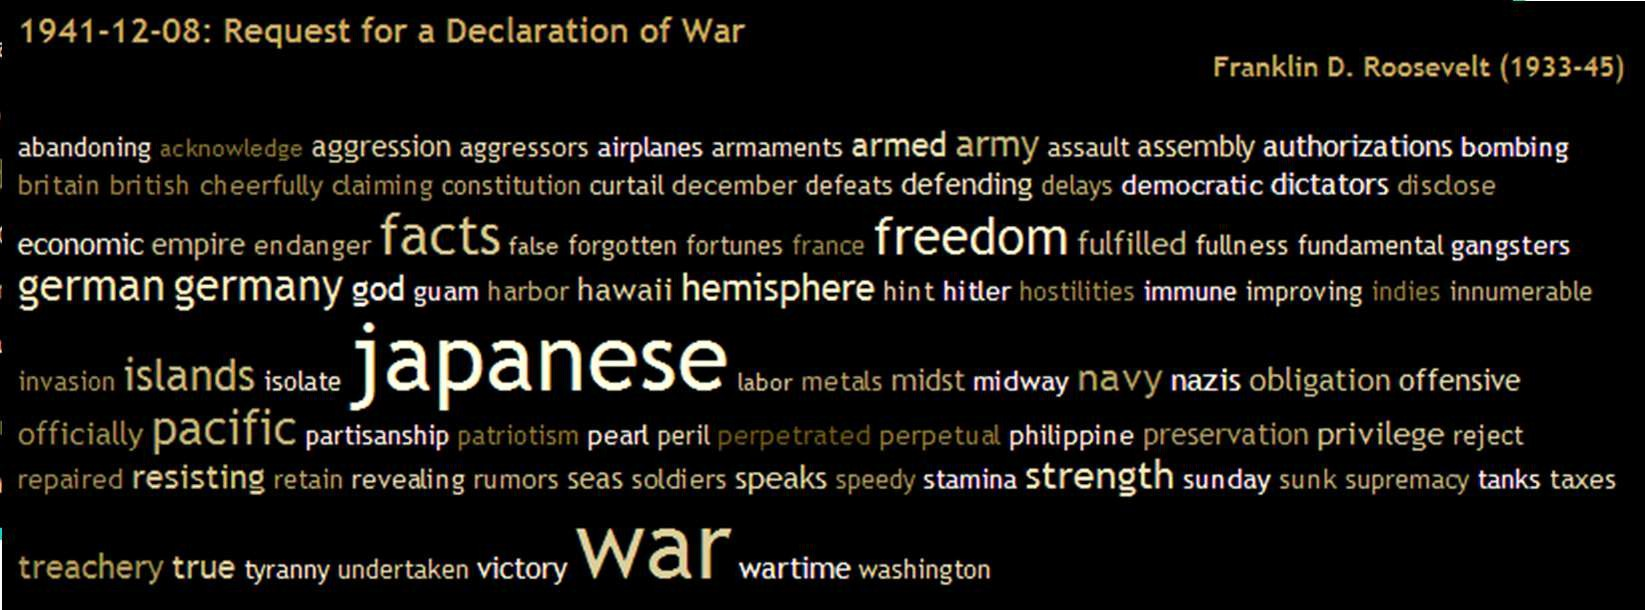 1941-12-08: Request for a Declaration of War
Franklin D. Roosevelt (1933-45)
abandoning acknowledge aggression aggressors airplanes armaments armed army assault assembly authorizations bombing
britain british cheerfully claiming constitution curtail december defeats defending delays democratic dictators disclose
economic empire endanger facts false forgotten fortunes france freedom fulfilled fullness fundamental gangsters
german germany god guam harbor hawaii hemisphere hint hitler hostilities immune improving indies innumerable
invasion islands isolate japanese labor metals midst midway navy nazis obligation offensive
officially pacific partisanship patriotism pearl peril perpetrated perpetual philippine preservation privilege reject
repaired resisting retain revealing rumors seas soldiers speaks speedy stamina strength sunday sunk supremacy tanks taxes
treachery true tyranny undertaken victory war wartime washington